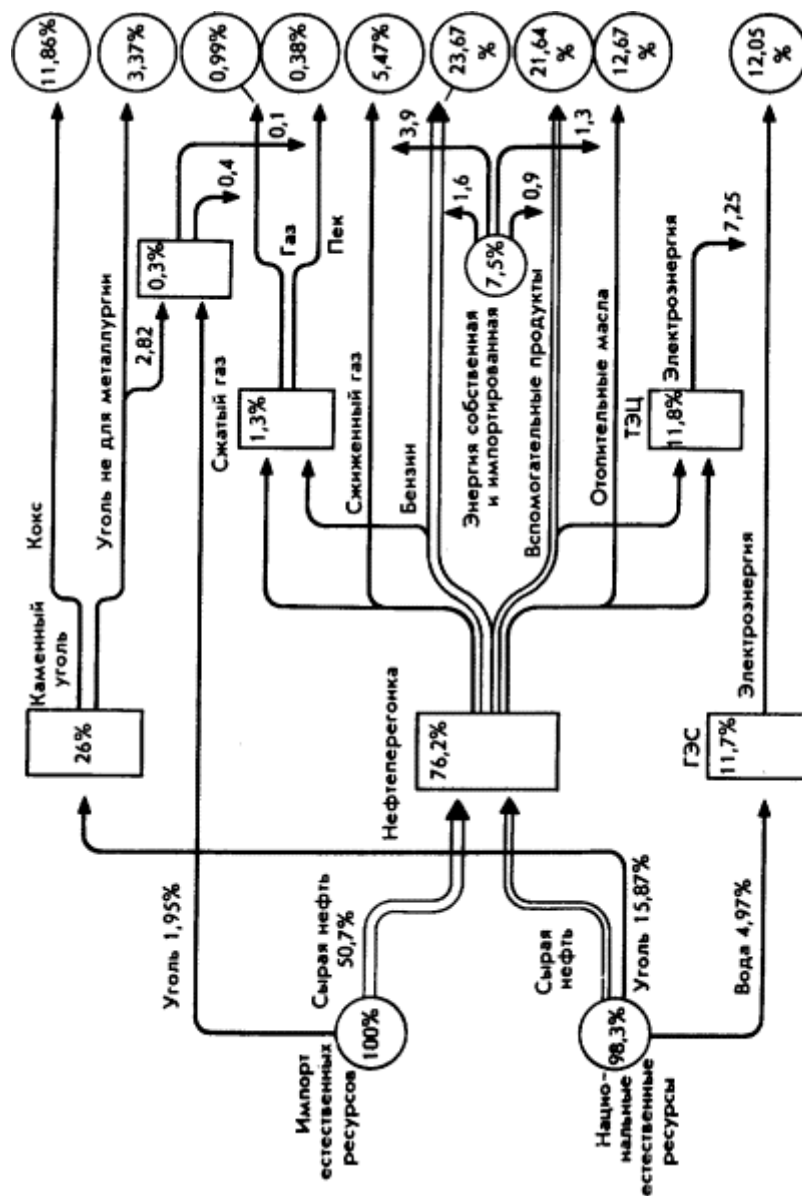 11,86%
3,37%
0,99%
0,38%
5,47%
23,67
%
21,64
%
12,67
%
12,05
%
0,1
0,4
3,9
1,3
1,6
0,9
7,25
0,3%
Газ
Пек
7,5%
Электроэнергия
2,82
Кокс
Уголь не для металлургии
Сжатый газ
1,3%
Сжиженный газ
Бензин
Энергия собственная
и импортированная
Вспомогательные продукты
Отопительные масла
ТЭЦ
11,8%
Каменный
уголь
26%
Нефтеперегонка
76,2%
ГЭС
11,7%
Электроэнергия
Уголь 1,95%
Сырая нефть
50,7%
Сырая
нефть
Уголь 15,87%
Вода 4,97%
Импорт
естественных
ресурсов
100%
Нацио-
нальные
естественные
ресурсы
98,3%